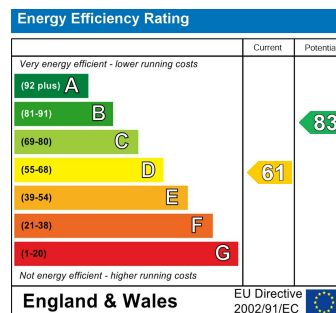 Energy Efficiency Rating
Current Potential
Very energy efficient - lower running costs
(92 plus) A
(81-91) B
83
(69-80) C
(55-68) D
61
(39-54) E
(21-38) F
(1-20) G
Not energy efficient - higher running costs
England & Wales
EU Directive
2002/91/EC